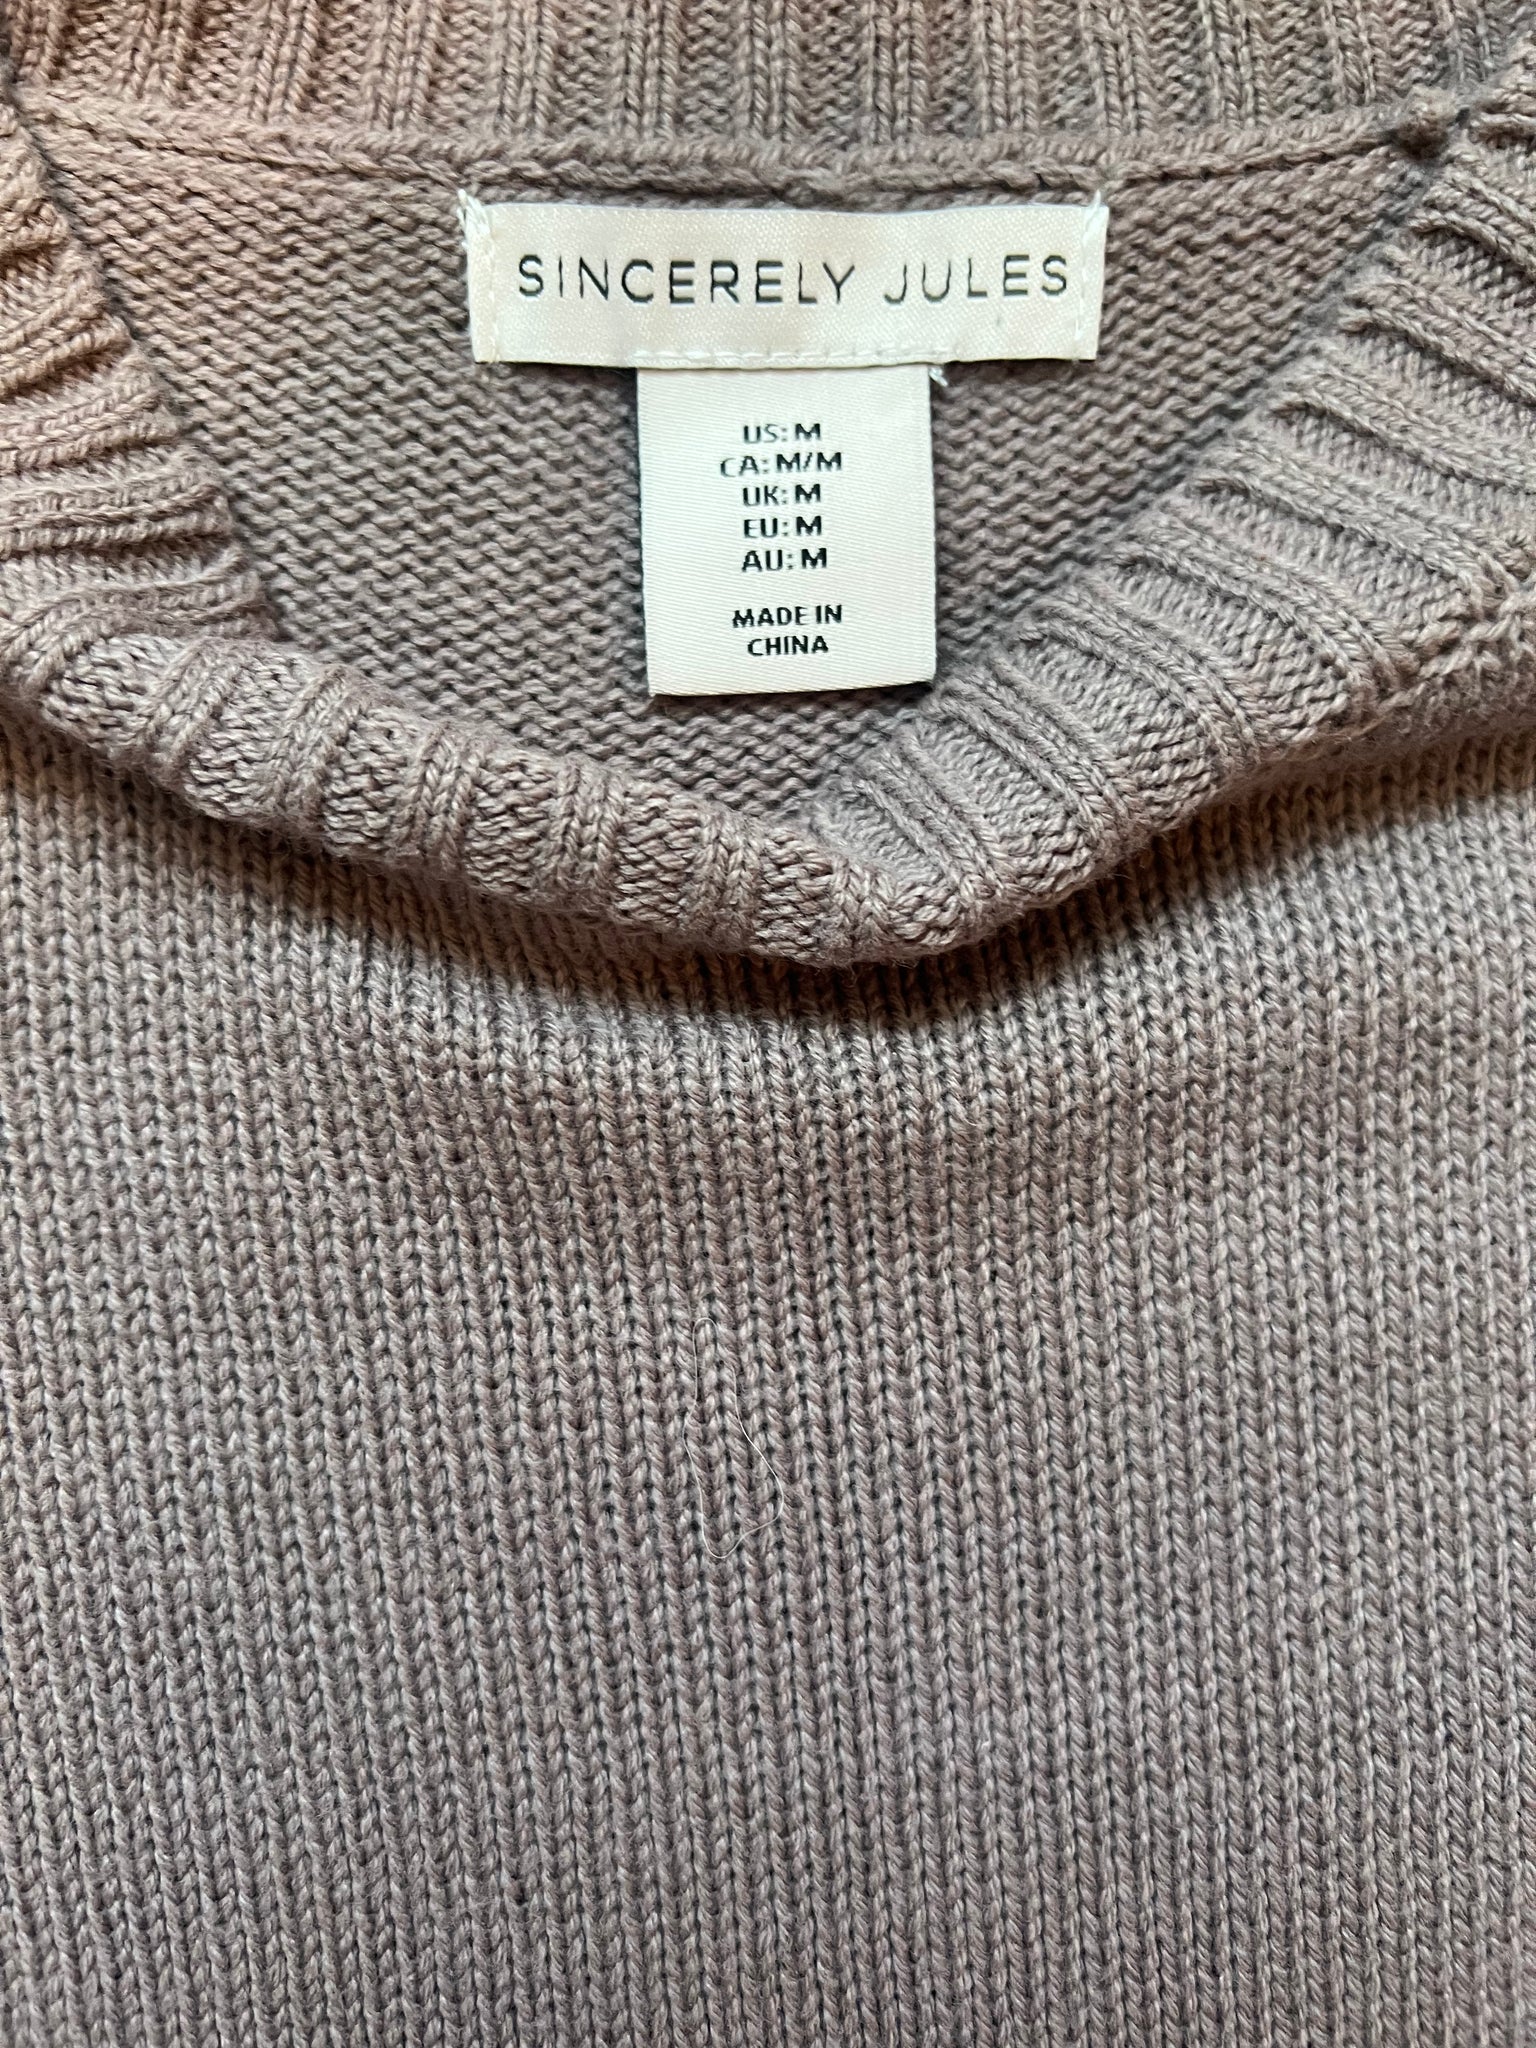 SINCERELY JULES
US: M
CA: M/M
UK: M
EU: M
AU: M
MADE IN
CHINA